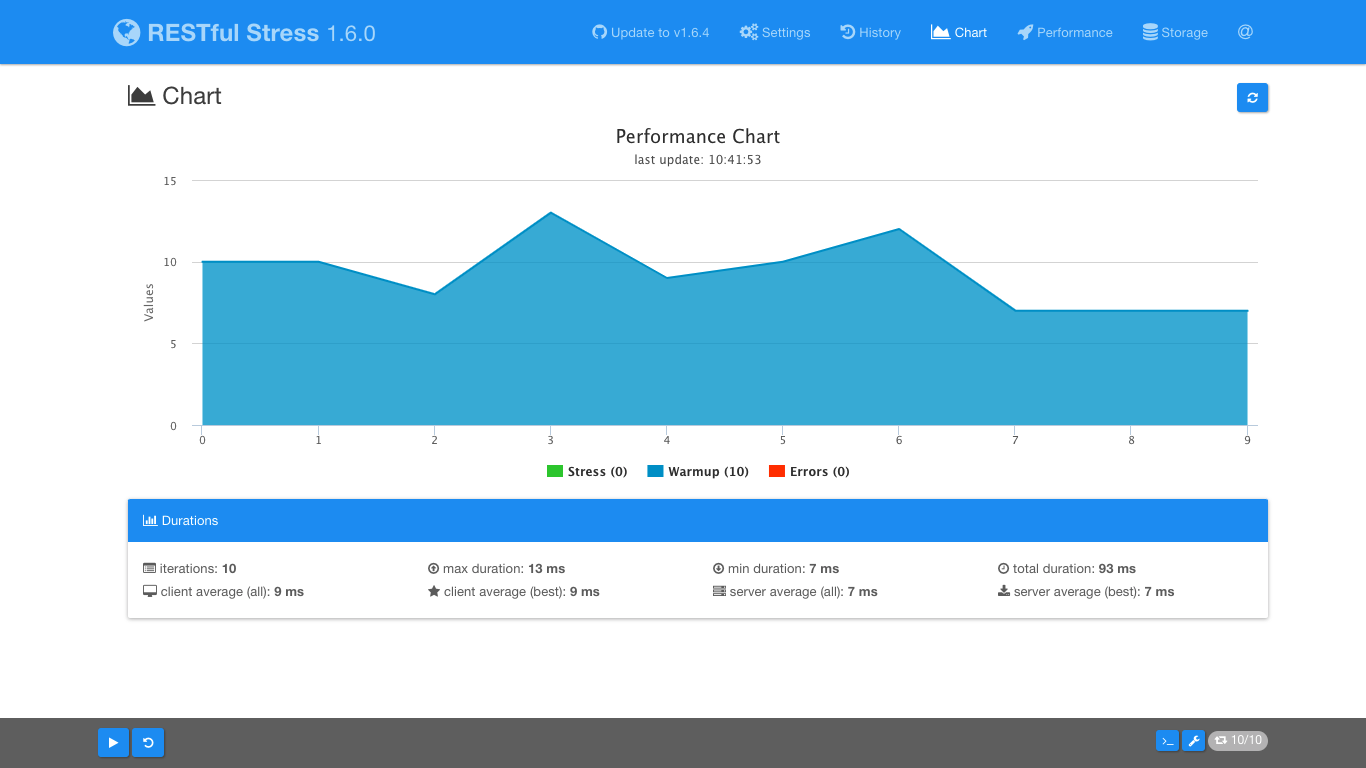 RESTful Stress 1.6.0
Update to v1.6.4
Settings
History
Chart
Performance
Storage
@
Chart
Performance Chart
last update: 10:41:53
Values
15
10
5
0
0 1 2 3 4 5 6 7 8 9
Stress (0) Warmup (10) Errors (0)
Durations
iterations: 10 max duration: 13 ms min duration: 7 ms total duration: 93 ms
client average (all): 9 ms client average (best): 9 ms server average (all): 7 ms server average (best): 7 ms
10/10